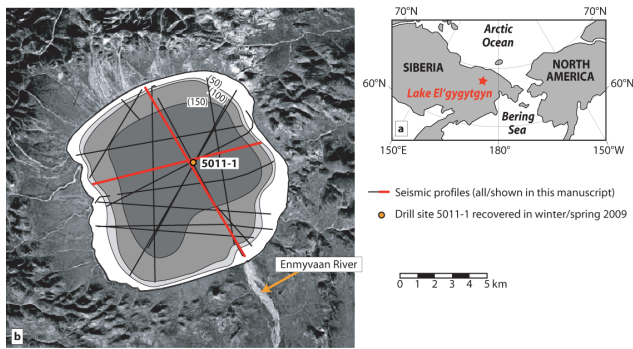 (50)
(100)
(150)
5011-1
Enmyvaan River
b
70°N
70°N
Arctic
Ocean
SIBERIA
NORTH
AMERICA
60°N
60°N
Lake El'gygytgyn
Bering
Sea
a
150°E
180°
150°W
Seismic profiles (all/shown in this manuscript)
Drill site 5011-1 recovered in winter/spring 2009
0 1 2 3 4 5 km